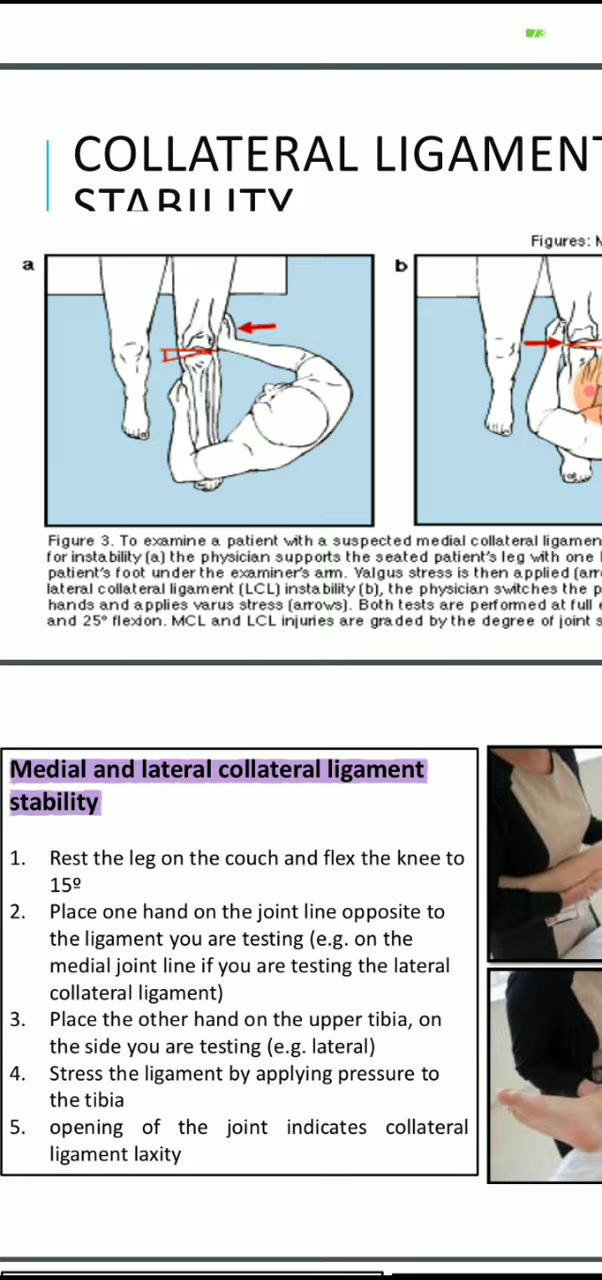 73
COLLATERAL LIGAMENT
STABILITY
Figures:
a
b
Figure 3. To examine a patient with a suspected medial collateral ligamen
for instability (a) the physician supports the seated patient's leg with one
patient's foot under the examiner's arm. Valgus stress is then applied (arr
lateral collateral ligament (LCL) instability (b), the physician switches the p
hands and applies varus stress (arrows). Both tests are performed at full
and 25° flexion. MCL and LCL injuries are graded by the degree of joint s
Medial and lateral collateral ligament
stability
1. Rest the leg on the couch and flex the knee to
15º
2. Place one hand on the joint line opposite to
the ligament you are testing (e.g. on the
medial joint line if you are testing the lateral
collateral ligament)
3. Place the other hand on the upper tibia, on
the side you are testing (e.g. lateral)
4. Stress the ligament by applying pressure to
the tibia
5. opening of the joint indicates collateral
ligament laxity